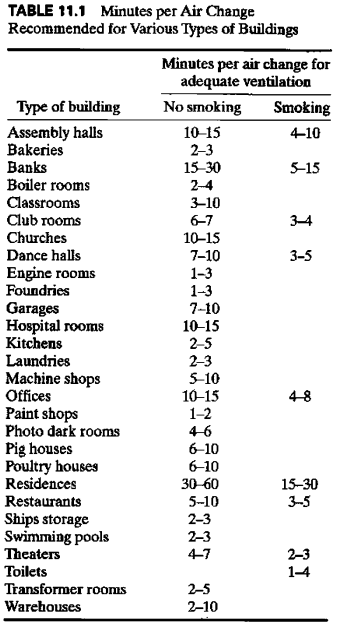 TABLE 11.1 Minutes per Air Change
Recommended for Various Types of Buildings
Minutes per air change for
adequate ventilation
Type of building No smoking Smoking
Assembly halls 10–15 4–10
Bakeries 2–3
Banks 15–30 5–15
Boiler rooms 2–4
Classrooms 3–10
Club rooms 6–7 3–4
Churches 10–15
Dance halls 7–10 3–5
Engine rooms 1–3
Foundries 1–3
Garages 7–10
Hospital rooms 10–15
Kitchens 2–5
Laundries 2–3
Machine shops 5–10
Offices 10–15 4–8
Paint shops 1–2
Photo dark rooms 4–6
Pig houses 6–10
Poultry houses 6–10
Residences 30–60 15–30
Restaurants 5–10 3–5
Ships storage 2–3
Swimming pools 2–3
Theaters 4–7 2–3
Toilets 1–4
Transformer rooms 2–5
Warehouses 2–10